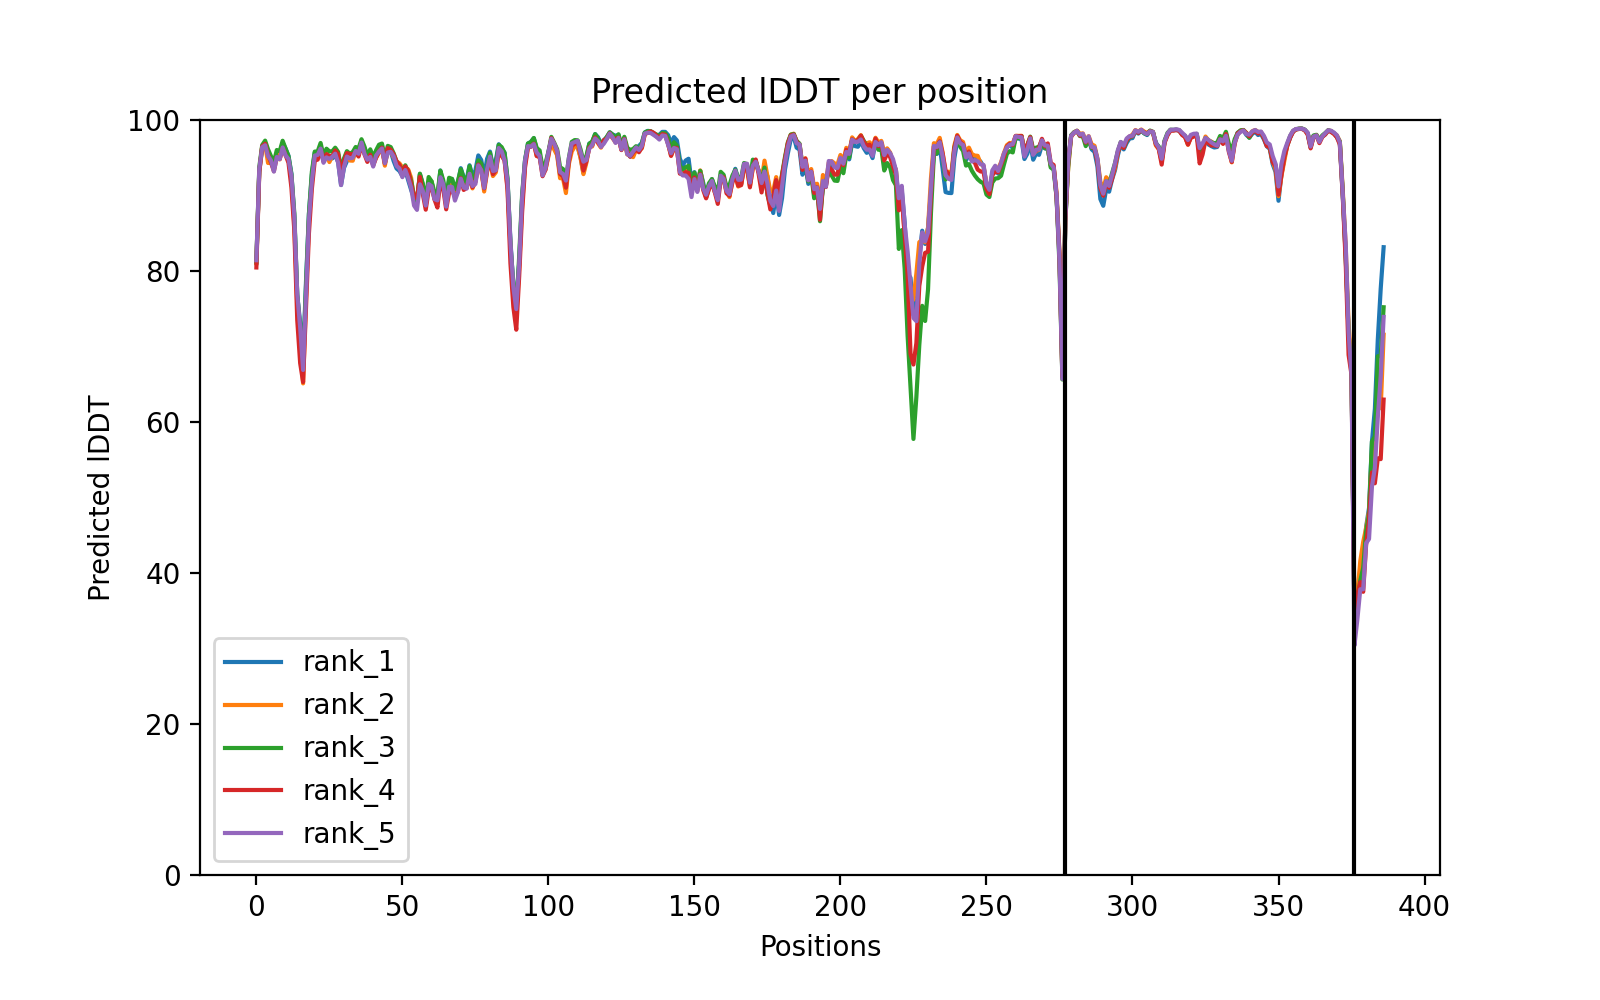 Predicted lDDT per position
100
80
60
40
20
0
Predicted lDDT
rank_1
rank_2
rank_3
rank_4
rank_5
0 50 100 150 200 250 300 350 400
Positions